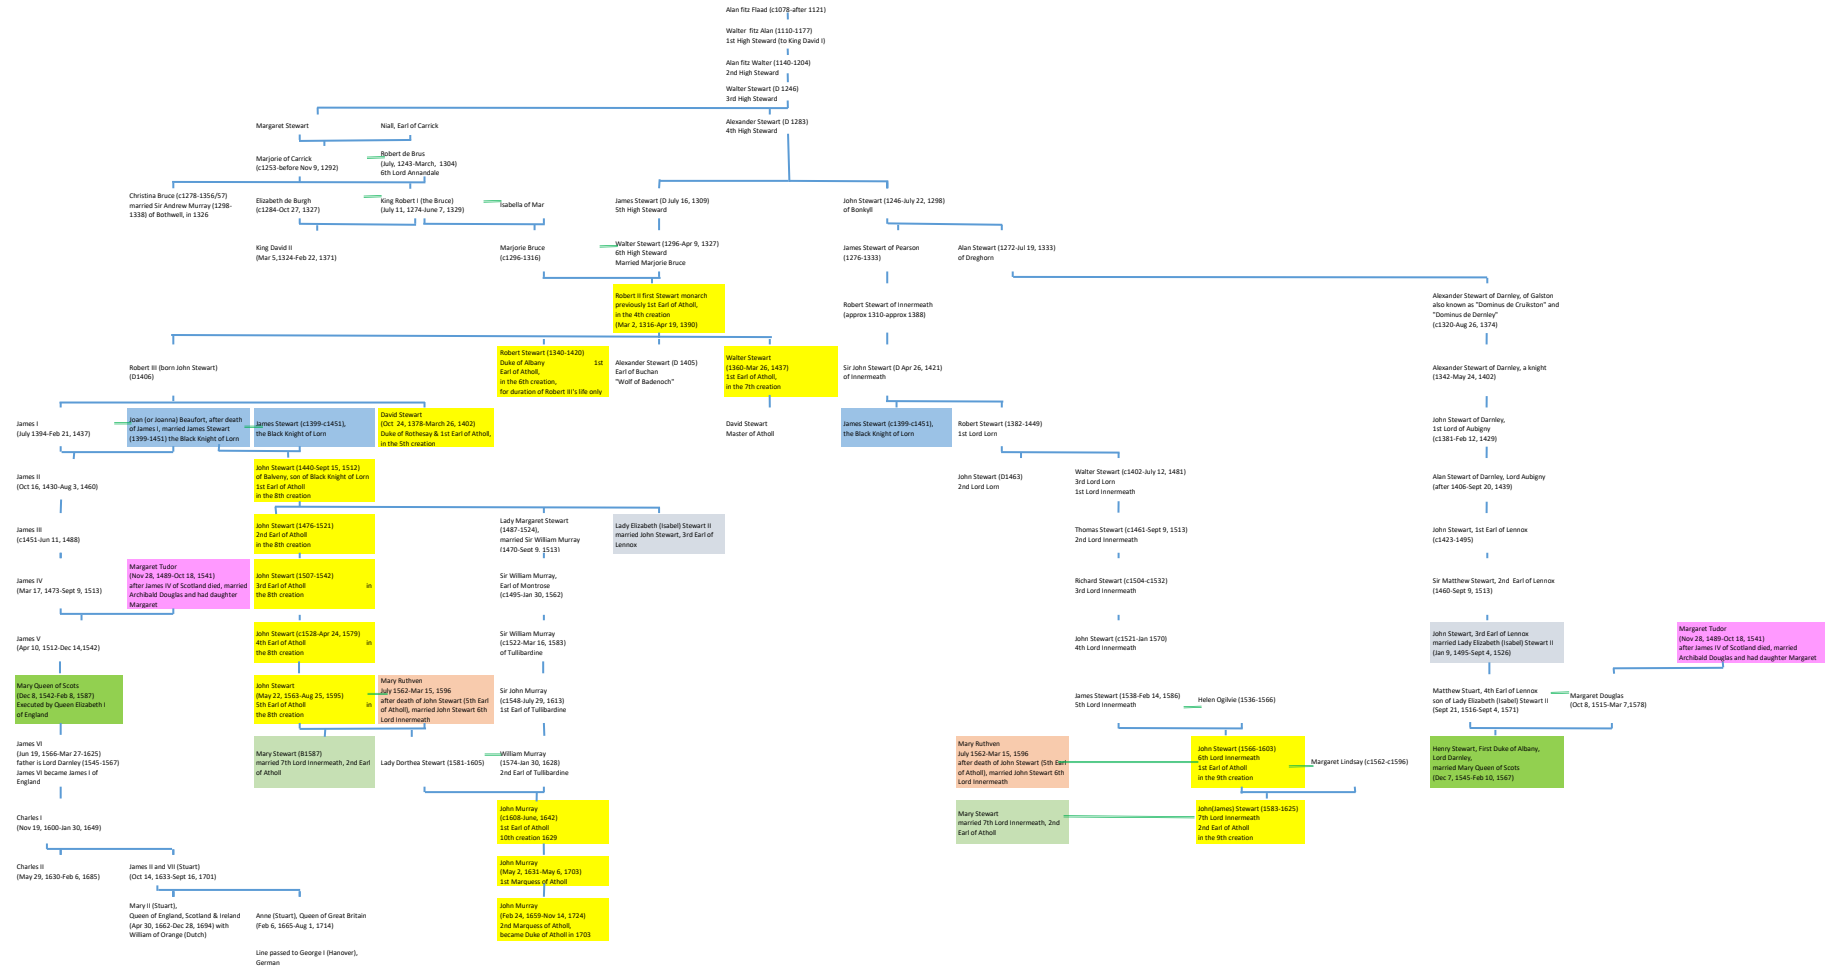 Alan fitz Flaad (c1078-after 1121)
Walter fitz Alan (1110-1177)
1st High Steward (to King David I)
Alan fitz Walter (1140-1204)
2nd High Steward
Walter Stewart (D 1246)
3rd High Steward
Margaret Stewart
Niall, Earl of Carrick
Alexander Stewart (D 1283)
4th High Steward
Marjorie of Carrick
(c1253-before Nov 9, 1292)
Robert de Brus
(July, 1243-March, 1304)
6th Lord Annandale
Christina Bruce (c1278-1356/57)
married Sir Andrew Murray (1298-
1338) of Bothwell, in 1326
Elizabeth de Burgh
(c1284-Oct 27, 1327)
King Robert I (the Bruce)
(July 11, 1274-June 7, 1329)
Isabella of Mar
James Stewart (D July 16, 1309)
5th High Steward
John Stewart (1246-July 22, 1298)
of Bonkyll
King David II
(Mar 5,1324-Feb 22, 1371)
Marjorie Bruce
(c1296-1316)
Walter Stewart (1296-Apr 9, 1327)
6th High Steward
Married Marjorie Bruce
James Stewart of Pearson
(1276-1333)
Alan Stewart (1272-Jul 19, 1333)
of Dreghorn
Robert II first Stewart monarch
previously 1st Earl of Atholl,
in the 4th creation
(Mar 2, 1316-Apr 19, 1390)
Robert Stewart of Innermeath
(approx 1310-approx 1388)
Alexander Stewart of Darnley, of Galston
also known as "Dominus de Cruikston" and
"Dominus de Dernley"
(c1320-Aug 26, 1374)
Robert III (born John Stewart)
(D1406)
Robert Stewart (1340-1420)
Duke of Albany 1st
Earl of Atholl,
in the 6th creation,
for duration of Robert III's life only
Alexander Stewart (D 1405)
Earl of Buchan
"Wolf of Badenoch"
Walter Stewart
(1360-Mar 26, 1437)
1st Earl of Atholl,
in the 7th creation
Sir John Stewart (D Apr 26, 1421)
of Innermeath
Alexander Stewart of Darnley, a knight
(1342-May 24, 1402)
James I
(July 1394-Feb 21, 1437)
Joan (or Joanna) Beaufort, after death
of James I, married James Stewart
(1399-1451) the Black Knight of Lorn
James Stewart (c1399-c1451),
the Black Knight of Lorn
David Stewart
(Oct 24, 1378-March 26, 1402)
Duke of Rothesay & 1st Earl of Atholl,
in the 5th creation
David Stewart
Master of Atholl
James Stewart (c1399-c1451),
the Black Knight of Lorn
Robert Stewart (1382-1449)
1st Lord Lorn
John Stewart of Darnley,
1st Lord of Aubigny
(c1381-Feb 12, 1429)
James II
(Oct 16, 1430-Aug 3, 1460)
John Stewart (1440-Sept 15, 1512)
of Balveny, son of Black Knight of Lorn
1st Earl of Atholl
in the 8th creation
John Stewart (D1463)
2nd Lord Lorn
Walter Stewart (c1402-July 12, 1481)
3rd Lord Lorn
1st Lord Innermeath
Alan Stewart of Darnley, Lord Aubigny
(after 1406-Sept 20, 1439)
James III
(c1451-Jun 11, 1488)
John Stewart (1476-1521)
2nd Earl of Atholl
in the 8th creation
Lady Margaret Stewart
(1487-1524),
married Sir William Murray
(1470-Sept 9, 1513)
Lady Elizabeth (Isabel) Stewart II
married John Stewart, 3rd Earl of
Lennox
Thomas Stewart (c1461-Sept 9, 1513)
2nd Lord Innermeath
John Stewart, 1st Earl of Lennox
(c1423-1495)
James IV
(Mar 17, 1473-Sept 9, 1513)
Margaret Tudor
(Nov 28, 1489-Oct 18, 1541)
after James IV of Scotland died, married
Archibald Douglas and had daughter
Margaret
John Stewart (1507-1542)
3rd Earl of Atholl in
the 8th creation
Sir William Murray,
Earl of Montrose
(c1495-Jan 30, 1562)
Richard Stewart (c1504-c1532)
3rd Lord Innermeath
Sir Matthew Stewart, 2nd Earl of Lennox
(1460-Sept 9, 1513)
James V
(Apr 10, 1512-Dec 14,1542)
John Stewart (c1528-Apr 24, 1579)
4th Earl of Atholl in
the 8th creation
Sir William Murray
(c1522-Mar 16, 1583)
of Tullibardine
John Stewart (c1521-Jan 1570)
4th Lord Innermeath
John Stewart, 3rd Earl of Lennox
married Lady Elizabeth (Isabel) Stewart II
(Jan 9, 1495-Sept 4, 1526)
Margaret Tudor
(Nov 28, 1489-Oct 18, 1541)
after James IV of Scotland died, married
Archibald Douglas and had daughter Margaret
Mary Queen of Scots
(Dec 8, 1542-Feb 8, 1587)
Executed by Queen Elizabeth I
of England
John Stewart
(May 22, 1563-Aug 25, 1595)
5th Earl of Atholl in
the 8th creation
Mary Ruthven
July 1562-Mar 15, 1596
after death of John Stewart (5th Earl
of Atholl), married John Stewart 6th
Lord Innermeath
Sir John Murray
(c1548-July 29, 1613)
1st Earl of Tullibardine
James Stewart (1538-Feb 14, 1586)
5th Lord Innermeath
Helen Ogilvie (1536-1566)
Matthew Stuart, 4th Earl of Lennox
son of Lady Elizabeth (Isabel) Stewart II
(Sept 21, 1516-Sept 4, 1571)
Margaret Douglas
(Oct 8, 1515-Mar 7,1578)
James VI
(Jun 19, 1566-Mar 27-1625)
father is Lord Darnley (1545-1567)
James VI became James I of
England
Mary Stewart (B1587)
married 7th Lord Innermeath, 2nd Earl
of Atholl
Lady Dorthea Stewart (1581-1605)
William Murray
(1574-Jan 30, 1628)
2nd Earl of Tullibardine
Mary Ruthven
July 1562-Mar 15, 1596
after death of John Stewart (5th Earl
of Atholl), married John Stewart 6th
Lord Innermeath
John Stewart (1566-1603)
6th Lord Innermeath
1st Earl of Atholl
in the 9th creation
Margaret Lindsay (c1562-c1596)
Henry Stewart, First Duke of Albany,
Lord Darnley,
married Mary Queen of Scots
(Dec 7, 1545-Feb 10, 1567)
Charles I
(Nov 19, 1600-Jan 30, 1649)
John Murray
(c1608-June, 1642)
1st Earl of Atholl
10th creation 1629
Mary Stewart
married 7th Lord Innermeath, 2nd
Earl of Atholl
John(James) Stewart (1583-1625)
7th Lord Innermeath
2nd Earl of Atholl
in the 9th creation
Charles II
(May 29, 1630-Feb 6, 1685)
James II and VII (Stuart)
(Oct 14, 1633-Sept 16, 1701)
John Murray
(May 2, 1631-May 6, 1703)
1st Marquess of Atholl
Mary II (Stuart),
Queen of England, Scotland & Ireland
(Apr 30, 1662-Dec 28, 1694) with
William of Orange (Dutch)
Anne (Stuart), Queen of Great Britain
(Feb 6, 1665-Aug 1, 1714)
John Murray
(Feb 24, 1659-Nov 14, 1724)
2nd Marquess of Atholl,
became Duke of Atholl in 1703
Line passed to George I (Hanover),
German